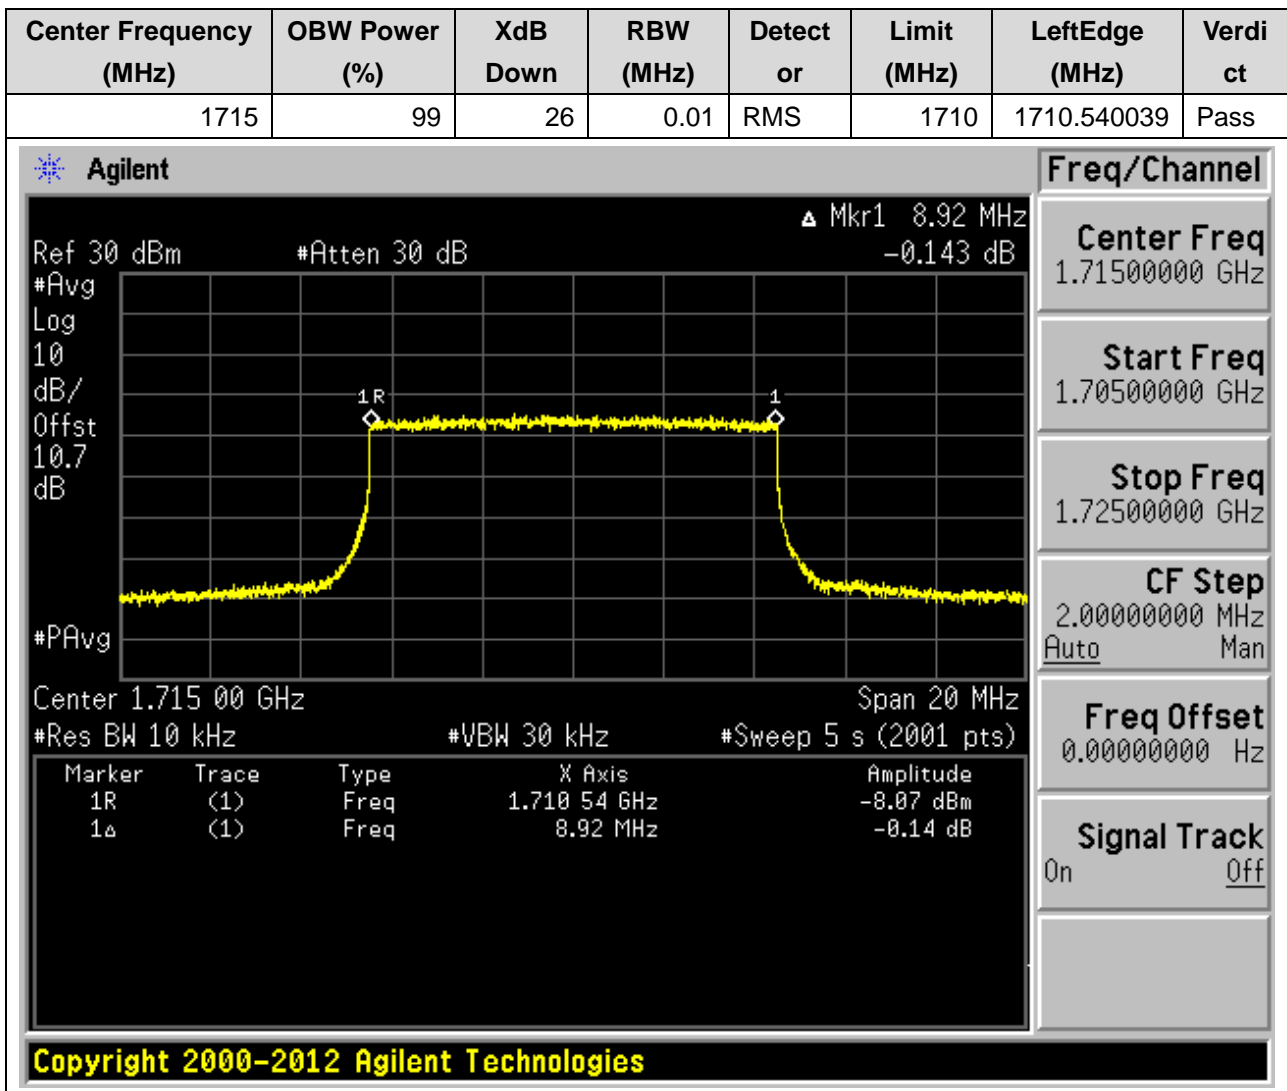 Center Frequency (MHz) OBW Power (%) XdB Down RBW (MHz) Detect or Limit (MHz) LeftEdge (MHz) Verdi ct
1715 99 26 0.01 RMS 1710 1710.540039 Pass
Agilent
Freq/Channel
Δ Mkr1 8.92 MHz
Ref 30 dBm #Atten 30 dB -0.143 dB
#Avg
Log
10
dB/
Offst
10.7
dB
1R
1
#PAvg
Center 1.715 00 GHz Span 20 MHz
#Res BW 10 kHz #VBW 30 kHz #Sweep 5 s (2001 pts)
Marker Trace Type X Axis Amplitude
1R (1) Freq 1.710 54 GHz -8.07 dBm
1Δ (1) Freq 8.92 MHz -0.14 dB
Center Freq
1.71500000 GHz
Start Freq
1.70500000 GHz
Stop Freq
1.72500000 GHz
CF Step
2.00000000 MHz
Auto Man
Freq Offset
0.00000000 Hz
Signal Track
On Off
Copyright 2000-2012 Agilent Technologies